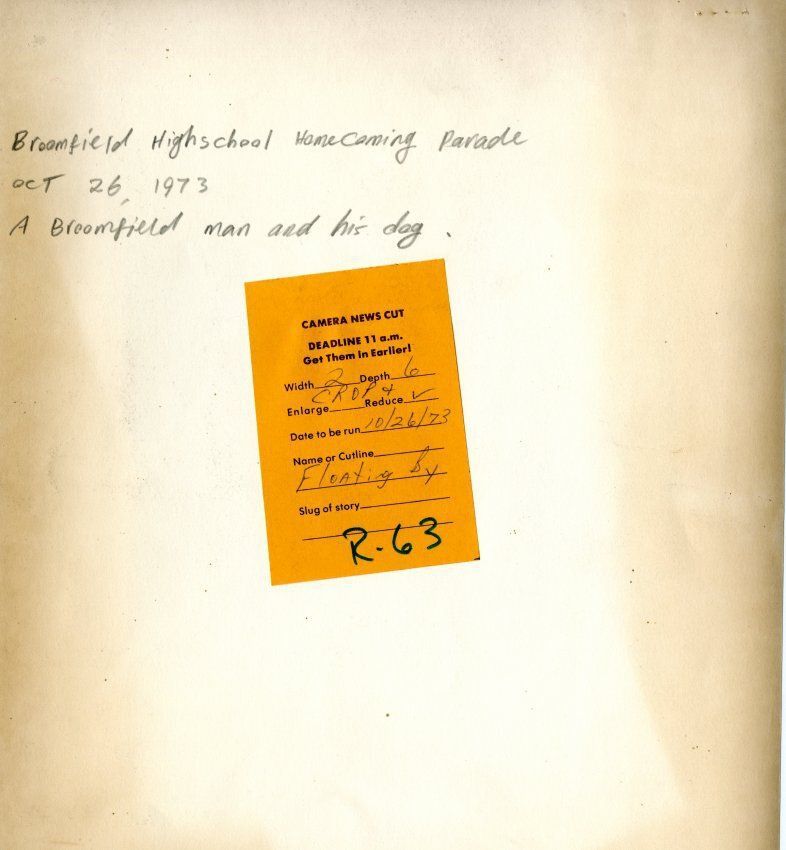 Broomfield Highschool HomeComing Parade
OCT 26, 1973
A Broomfield man and his dog.
CAMERA NEWS CUT
DEADLINE 11 a.m.
Get Them In Earlier!
Width 2 Depth 6
CROP +
Enlarge Reduce ✓
Date to be run 10/26/73
Name or Cutline
Floating By
Slug of story
R-63